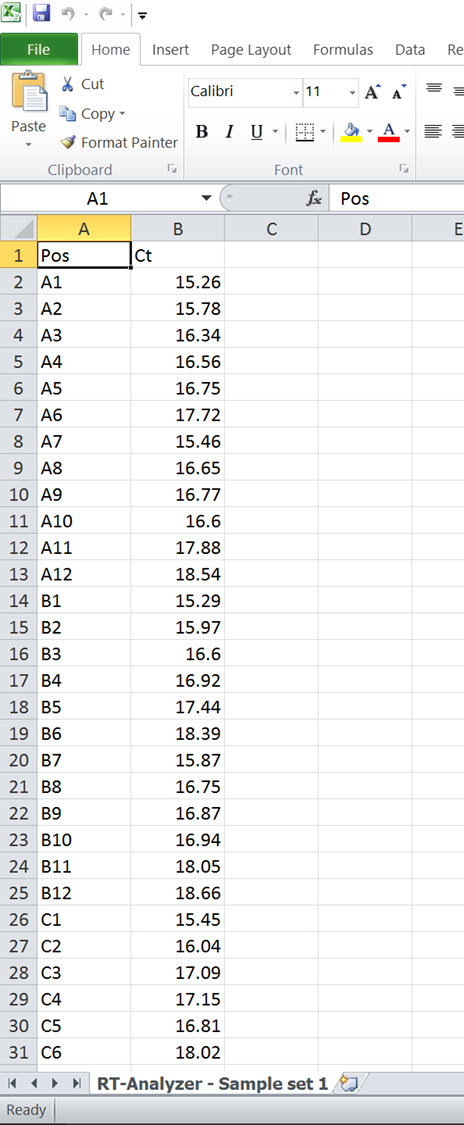 File Home Insert Page Layout Formulas Data Re
Cut
Copy
Format Painter
Paste
Calibri 11 A A
B I U A
Clipboard Font
A1 fx Pos
A B C D E
1 Pos Ct
2 A1 15.26
3 A2 15.78
4 A3 16.34
5 A4 16.56
6 A5 16.75
7 A6 17.72
8 A7 15.46
9 A8 16.65
10 A9 16.77
11 A10 16.6
12 A11 17.88
13 A12 18.54
14 B1 15.29
15 B2 15.97
16 B3 16.6
17 B4 16.92
18 B5 17.44
19 B6 18.39
20 B7 15.87
21 B8 16.75
22 B9 16.87
23 B10 16.94
24 B11 18.05
25 B12 18.66
26 C1 15.45
27 C2 16.04
28 C3 17.09
29 C4 17.15
30 C5 16.81
31 C6 18.02
RT-Analyzer - Sample set 1
Ready